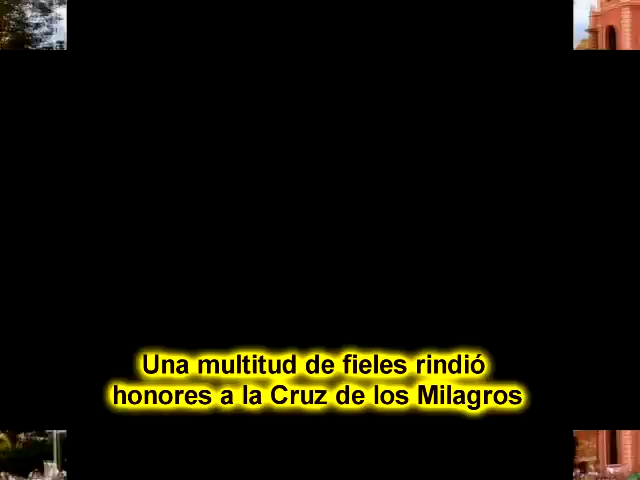 Una multitud de fieles rindió
honores a la Cruz de los Milagros